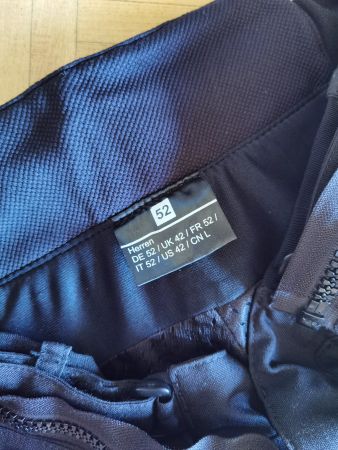 52
Herren
DE 52 / UK 42 / FR 52 /
IT 52 / US 42 / CN L